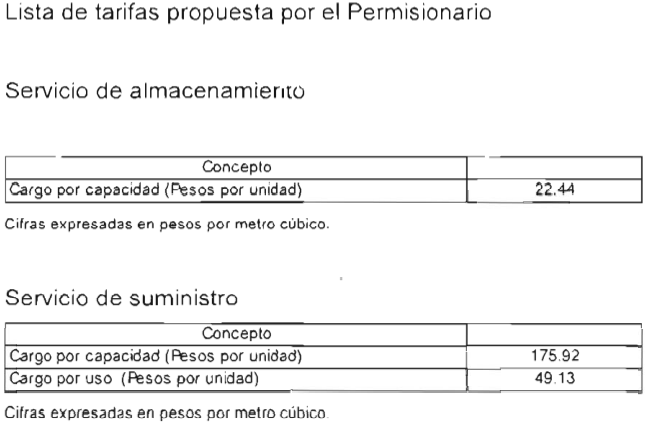 Lista de tarifas propuesta por el Permisionario
Servicio de almacenamiento
Concepto
Cargo por capacidad (Pesos por unidad) 22.44
Cifras expresadas en pesos por metro cúbico.
Servicio de suministro
Concepto
Cargo por capacidad (Pesos por unidad) 175.92
Cargo por uso (Pesos por unidad) 49.13
Cifras expresadas en pesos por metro cúbico.